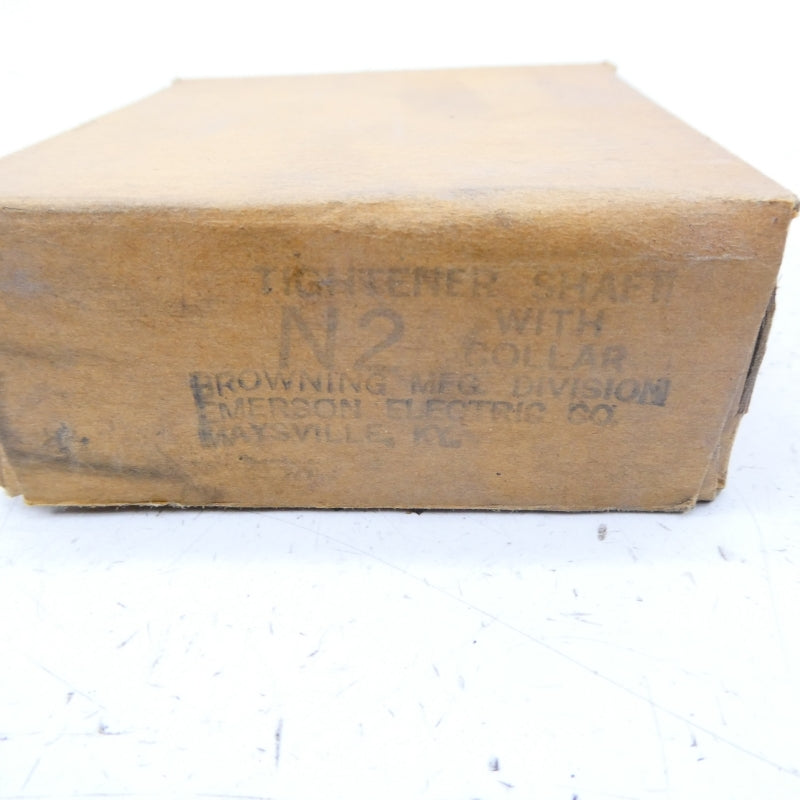 TIGHTENER SHAFT
N2 WITH
COLLAR
BROWNING MFG. DIVISION
EMERSON ELECTRIC CO.
MAYSVILLE, KY.